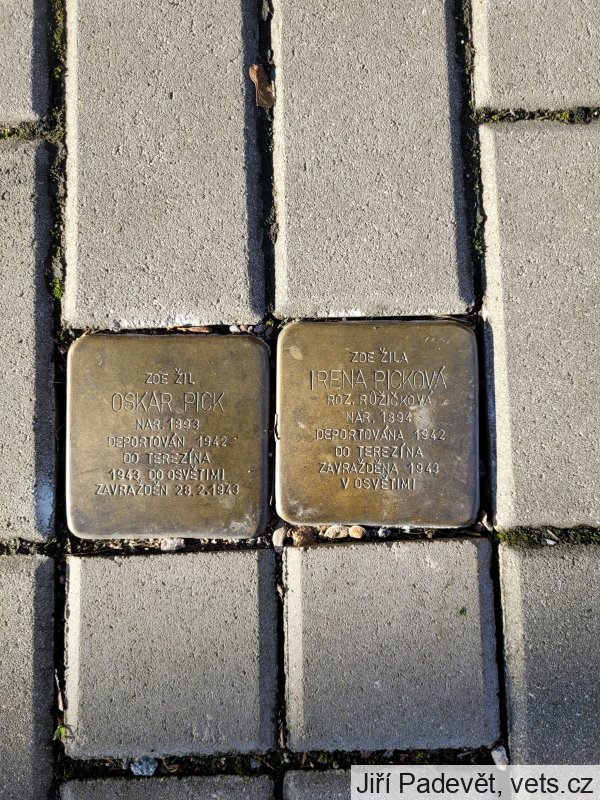 ZDE ŽIL
OSKAR PICK
NAR. 1893
DEPORTOVÁN 1942
DO TEREZÍNA
1943 DO OSVĚTIMI
ZAVRAŽDĚN 28.2.1943
ZDE ŽILA
IRENA PICKOVÁ
ROZ. RŮŽIČKOVÁ
NAR. 1894
DEPORTOVÁNA 1942
DO TEREZÍNA
ZAVRAŽDĚNA 1943
V OSVĚTIMI
Jiří Padevět, vets.cz